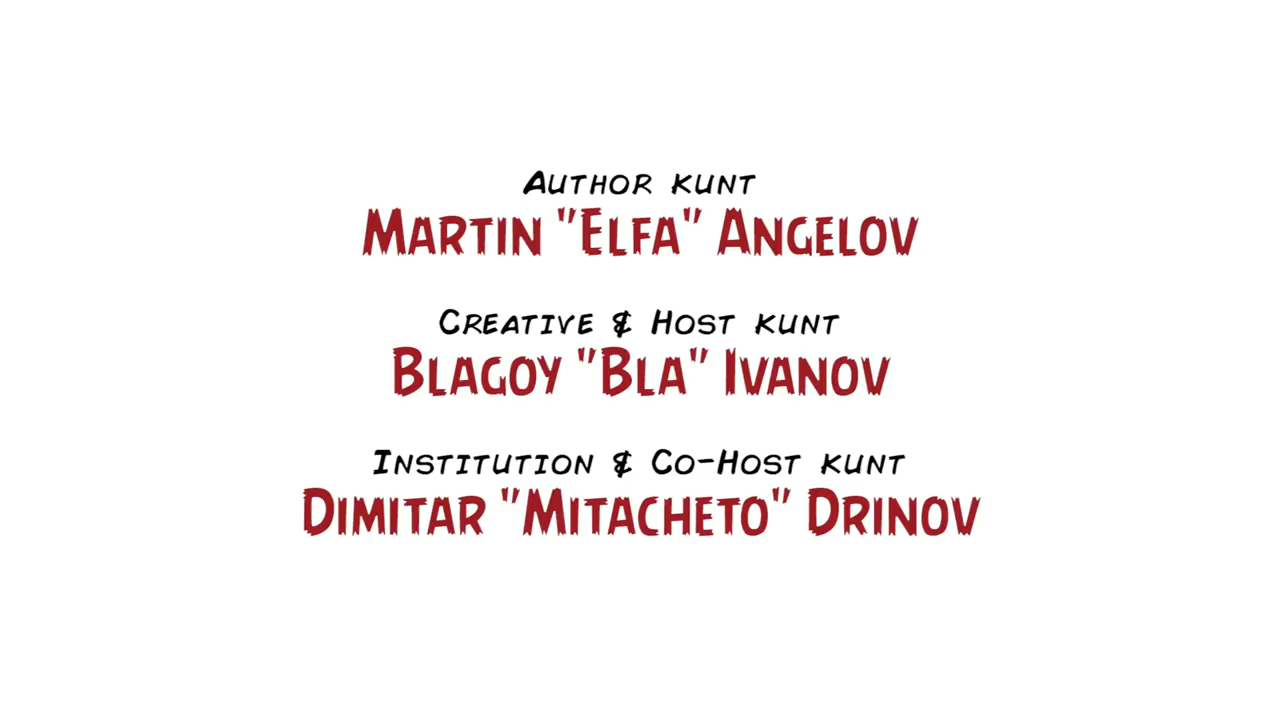 Author kunt
Martin "Elfa" Angelov
Creative & Host kunt
Blagoy "Bla" Ivanov
Institution & Co-Host kunt
Dimitar "Mitacheto" Drinov